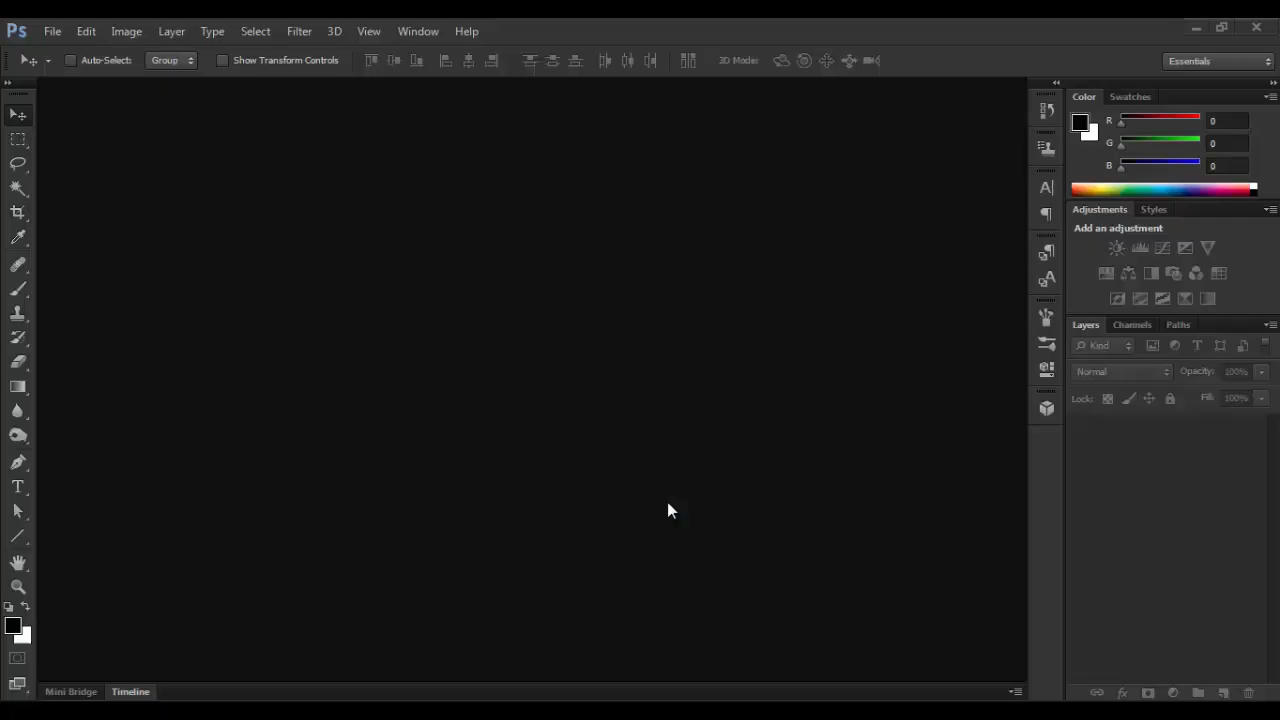 Ps File Edit Image Layer Type Select Filter 3D View Window Help
Auto-Select: Group Show Transform Controls 3D Mode: Essentials
Color Swatches
R 0
G 0
B 0
Adjustments Styles
Add an adjustment
Layers Channels Paths
Kind T
Normal Opacity: 100%
Lock: Fill: 100%
A
A
T
Mini Bridge Timeline
fx